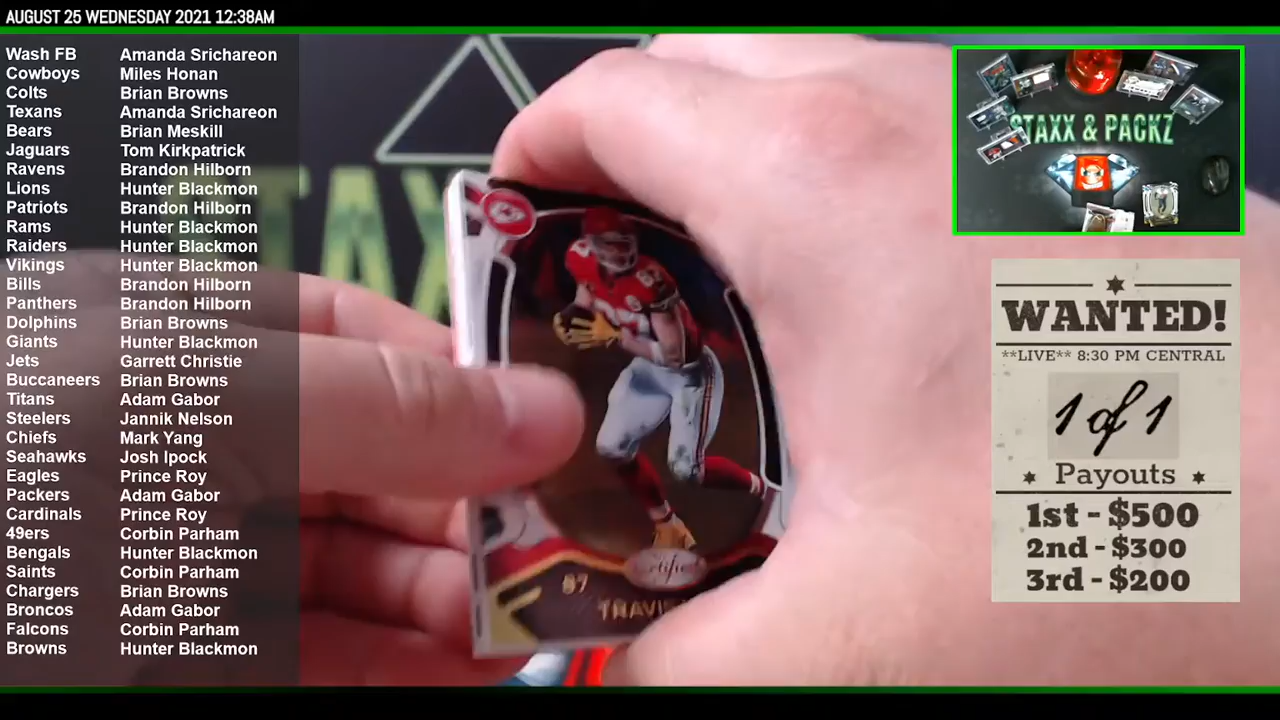 AUGUST 25 WEDNESDAY 2021 12:38AM
Wash FB Amanda Srichareon
Cowboys Miles Honan
Colts Brian Browns
Texans Amanda Srichareon
Bears Brian Meskill
Jaguars Tom Kirkpatrick
Ravens Brandon Hilborn
Lions Hunter Blackmon
Patriots Brandon Hilborn
Rams Hunter Blackmon
Raiders Hunter Blackmon
Vikings Hunter Blackmon
Bills Brandon Hilborn
Panthers Brandon Hilborn
Dolphins Brian Browns
Giants Hunter Blackmon
Jets Garrett Christie
Buccaneers Brian Browns
Titans Adam Gabor
Steelers Jannik Nelson
Chiefs Mark Yang
Seahawks Josh Ipock
Eagles Prince Roy
Packers Adam Gabor
Cardinals Prince Roy
49ers Corbin Parham
Bengals Hunter Blackmon
Saints Corbin Parham
Chargers Brian Browns
Broncos Adam Gabor
Falcons Corbin Parham
Browns Hunter Blackmon
STAX
87
Certified
TRAVI
STAXX & PACKZ
WANTED!
**LIVE** 8:30 PM CENTRAL
1 of 1
Payouts
1st - $500
2nd - $300
3rd - $200